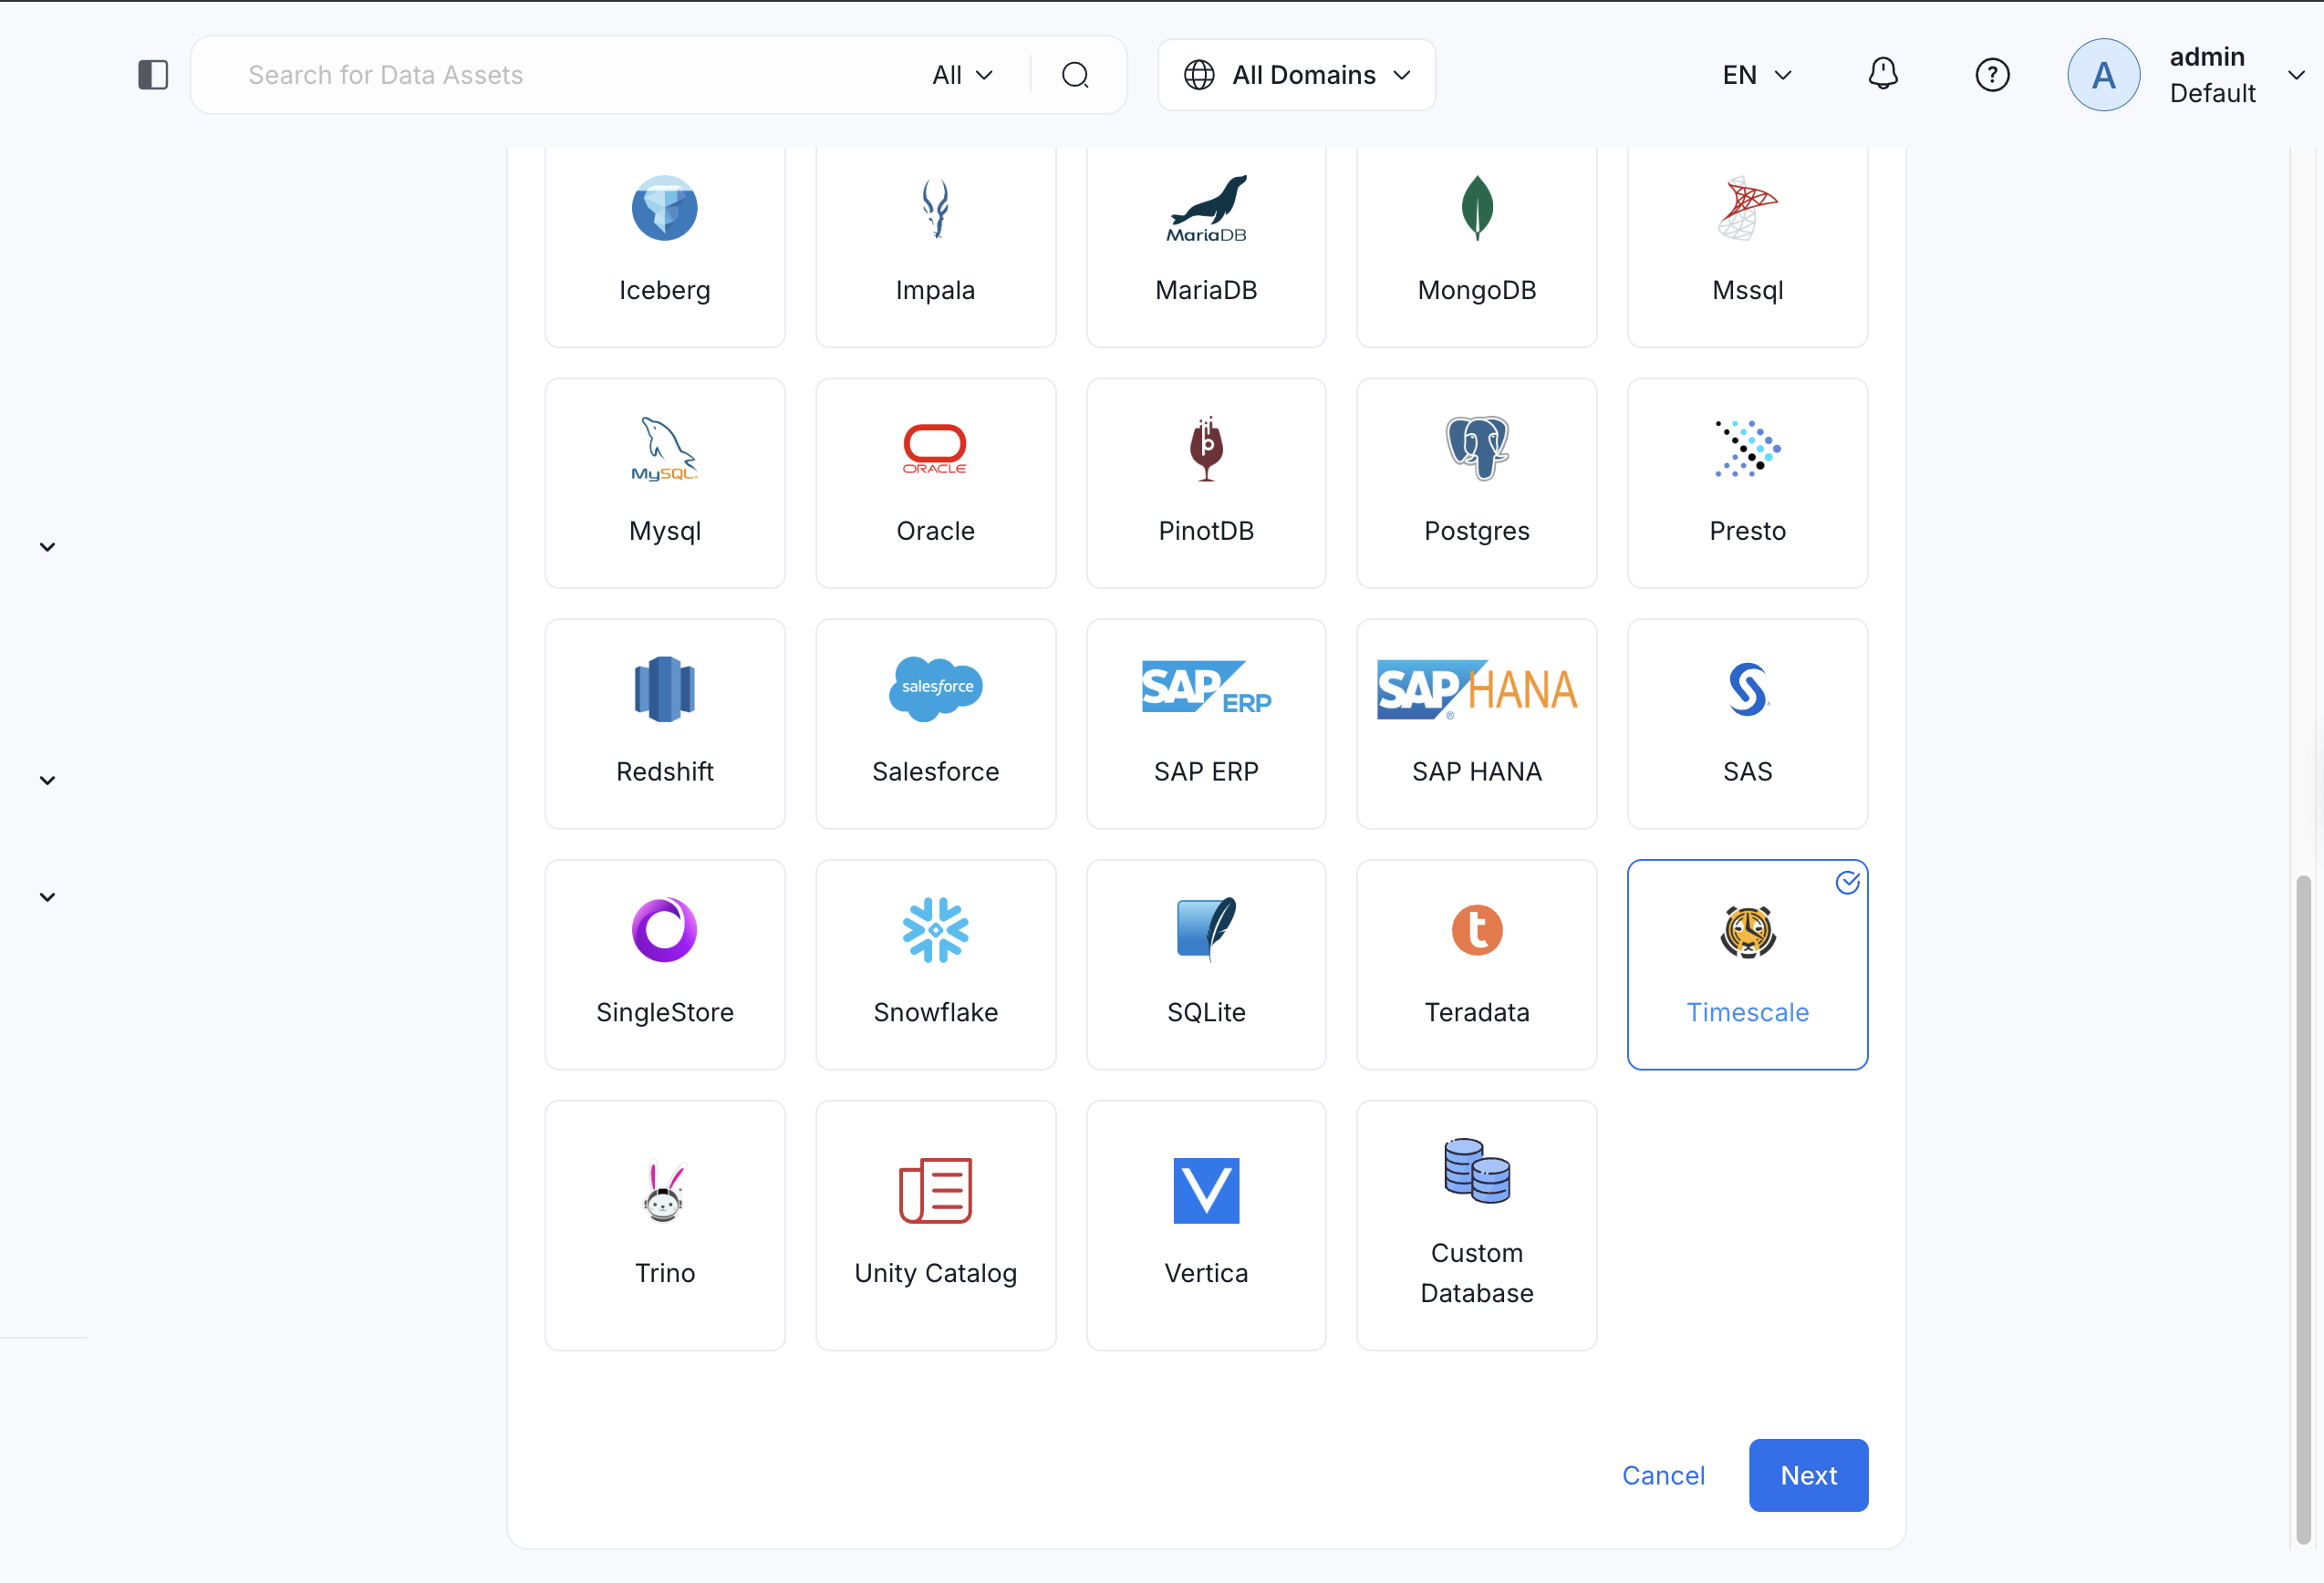 Search for Data Assets
All
All Domains
EN
?
A
admin
Default
MariaDB
Iceberg
Impala
MariaDB
MongoDB
Mssql
MySQL
ORACLE
p
Mysql
Oracle
PinotDB
Postgres
Presto
salesforce
SAP ERP
SAP HANA
®
S
Redshift
Salesforce
SAP ERP
SAP HANA
SAS
t
SingleStore
Snowflake
SQLite
Teradata
Timescale
V
Trino
Unity Catalog
Vertica
Custom
Database
Cancel
Next